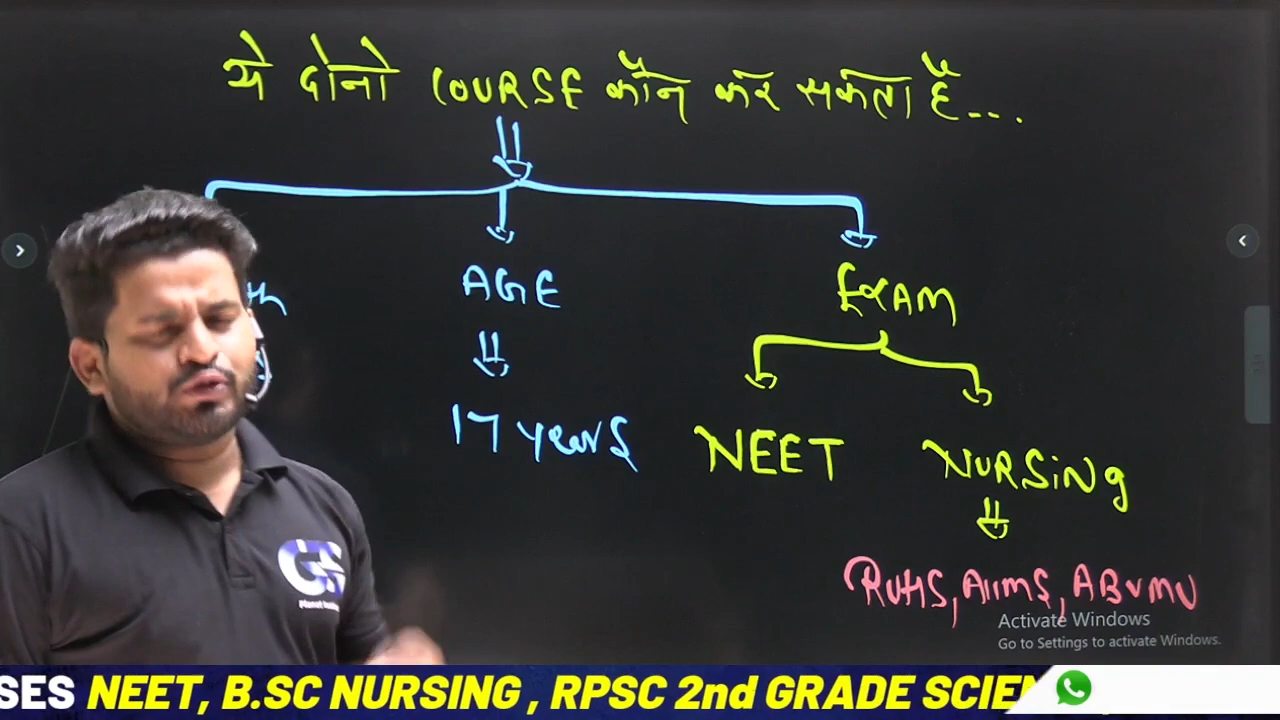 ये दोनो COURSE कौन कर सकता है...
th AGE EXAM
17 years NEET NURSiNg
RUHS, AIIMS, ABVMU
Activate Windows
Go to Settings to activate Windows.
SES NEET, B.SC NURSING , RPSC 2nd GRADE SCIEN